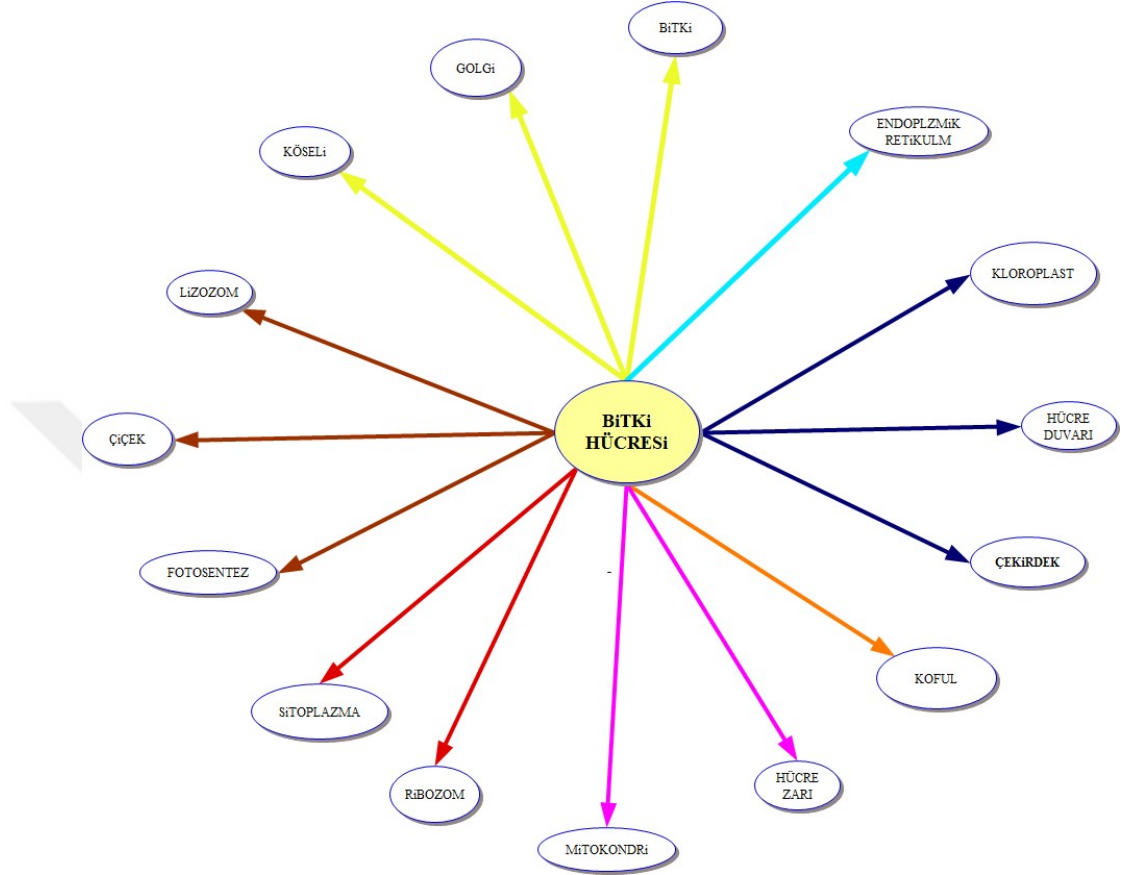 BiTKi
GOLGi
ENDOPLZMiK
RETiKULM
KÖSELi
KLOROPLAST
LiZOZOM
BiTKi
HÜCRESi
HÜCRE
DUVARI
ÇiÇEK
ÇEKiRDEK
FOTOSENTEZ
KOFUL
SiTOPLAZMA
HÜCRE
ZARI
RiBOZOM
MiTOKONDRi